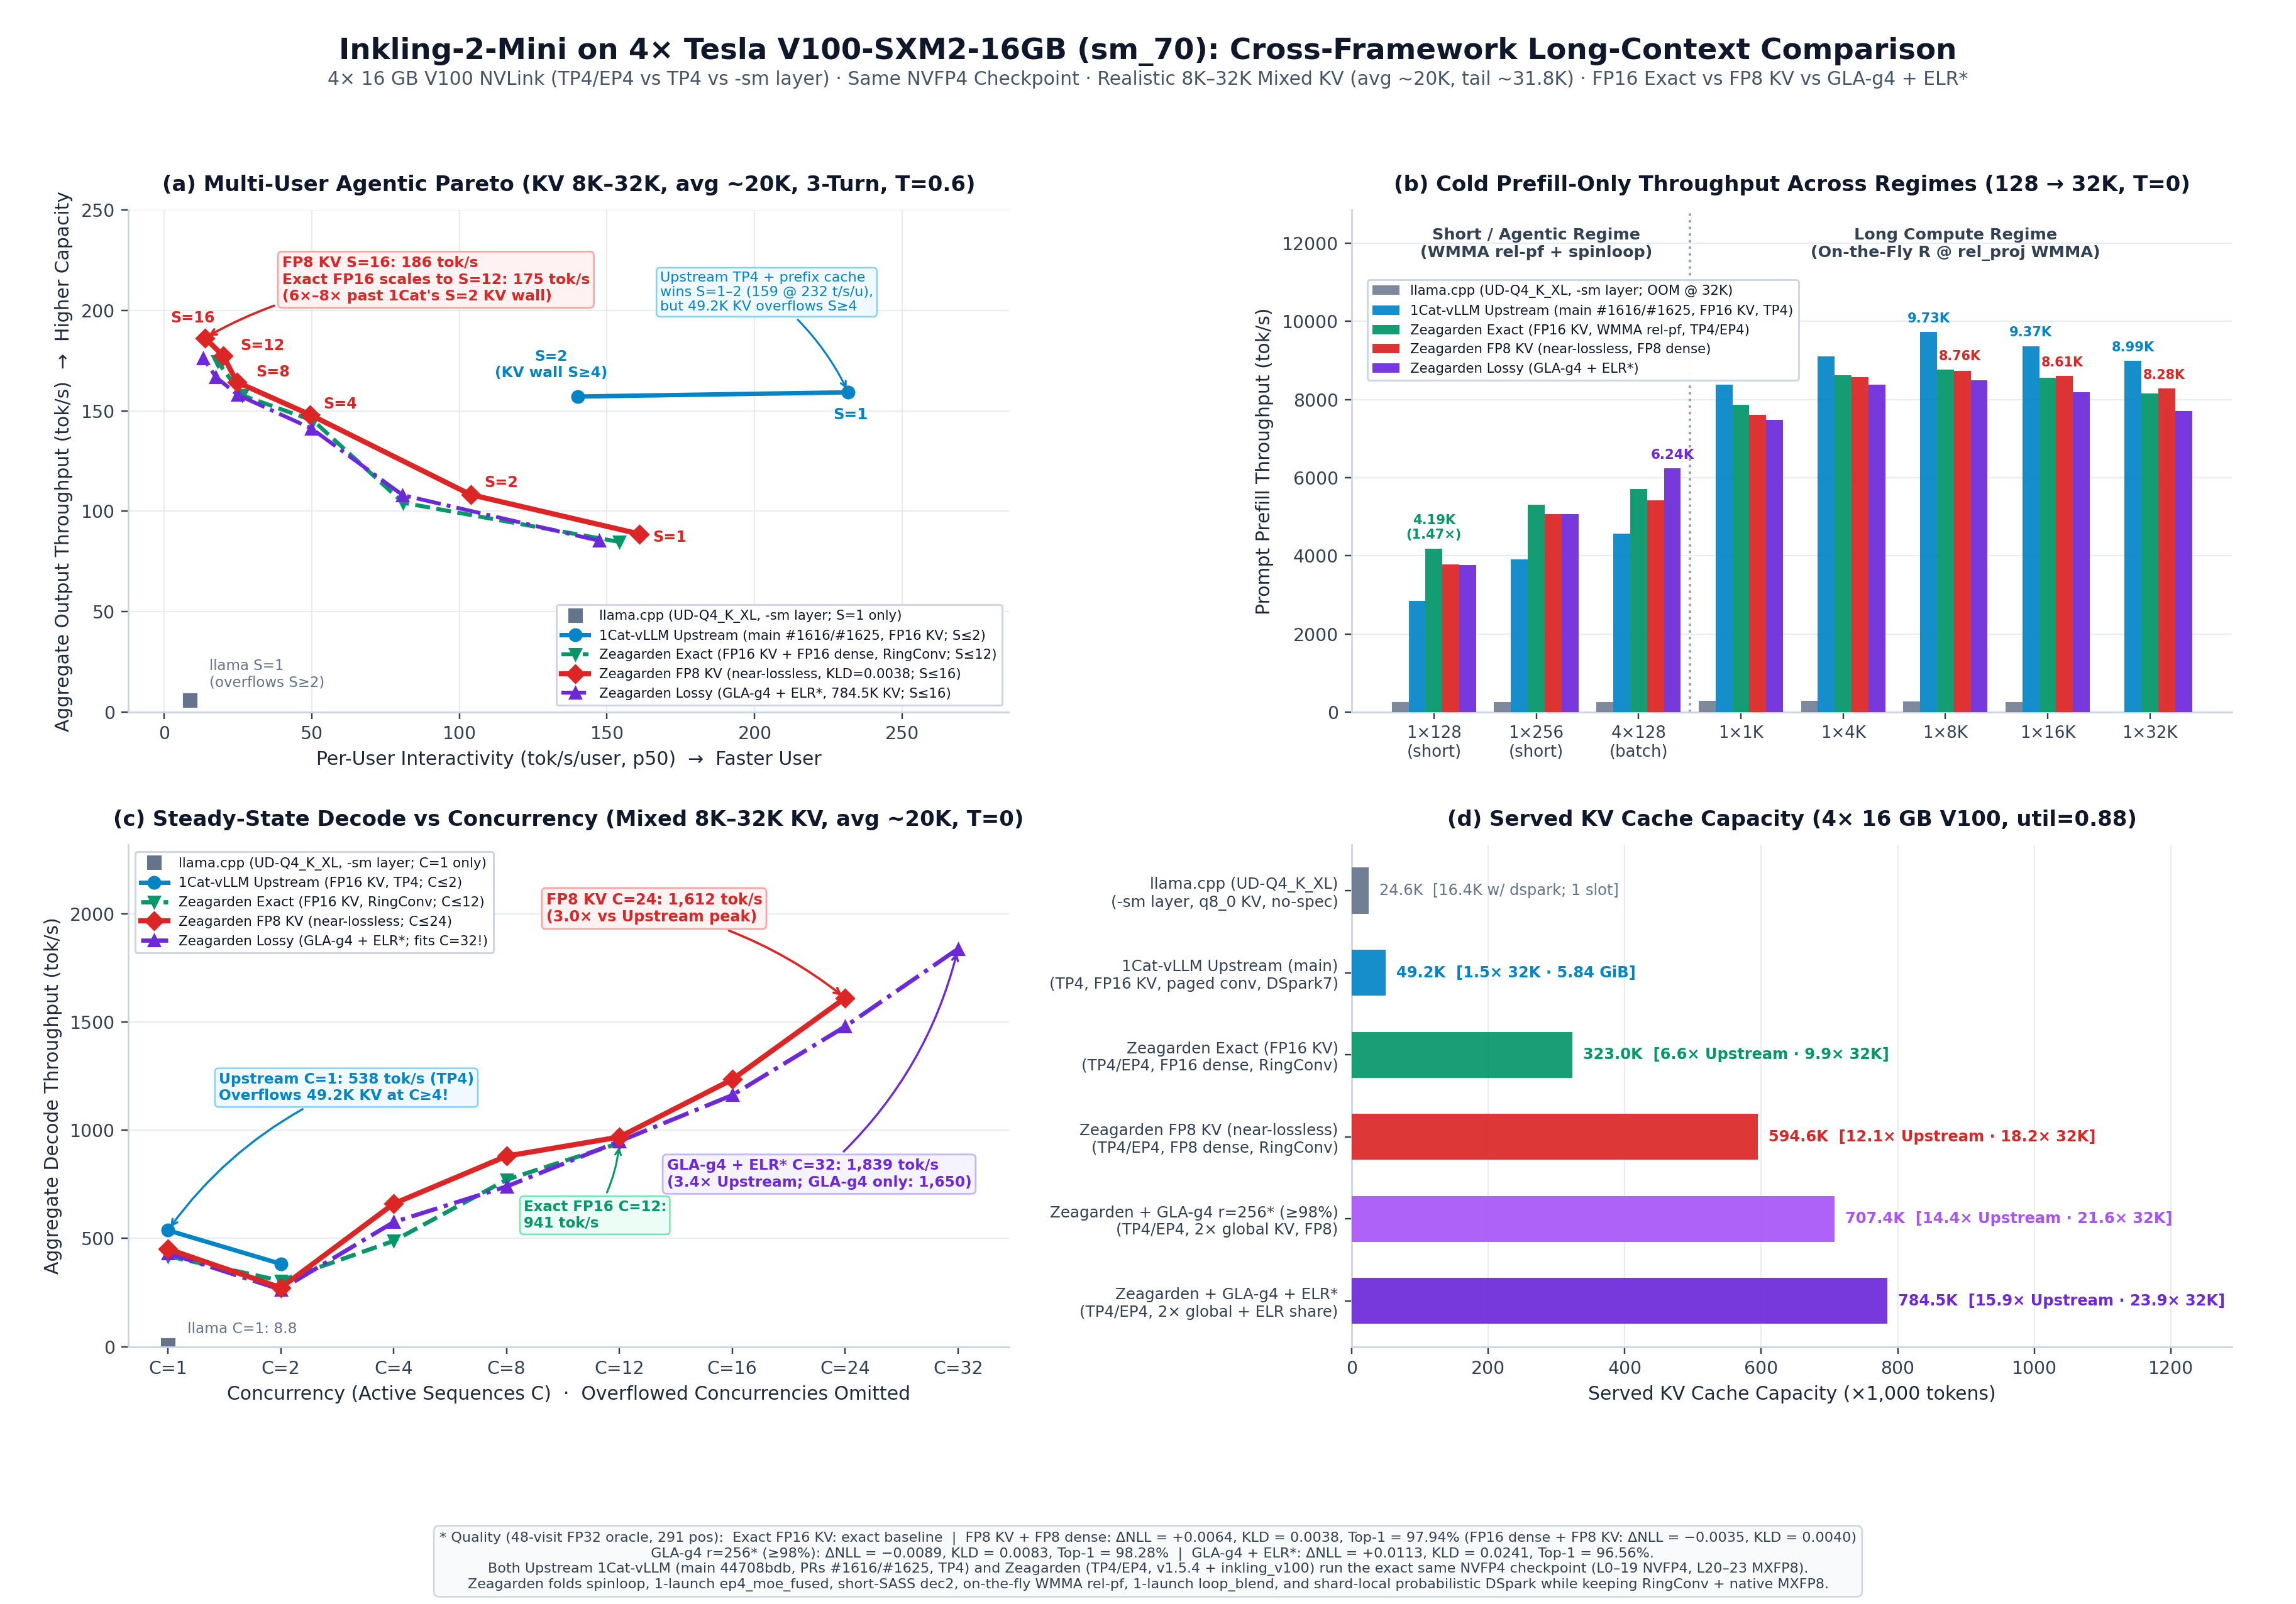 Inkling-2-Mini on 4× Tesla V100-SXM2-16GB (sm_70): Cross-Framework Long-Context Comparison
4× 16 GB V100 NVLink (TP4/EP4 vs TP4 vs -sm layer) · Same NVFP4 Checkpoint · Realistic 8K–32K Mixed KV (avg ~20K, tail ~31.8K) · FP16 Exact vs FP8 KV vs GLA-g4 + ELR*
(a) Multi-User Agentic Pareto (KV 8K–32K, avg ~20K, 3-Turn, T=0.6)
Aggregate Output Throughput (tok/s) → Higher Capacity
250
200
150
100
50
0
FP8 KV S=16: 186 tok/s
Exact FP16 scales to S=12: 175 tok/s
(6×–8× past 1Cat's S=2 KV wall)
Upstream TP4 + prefix cache
wins S=1–2 (159 @ 232 t/s/u),
but 49.2K KV overflows S≥4
S=16
S=12
S=8
S=4
S=2
S=1
S=2
(KV wall S≥4)
S=1
llama S=1
(overflows S≥2)
llama.cpp (UD-Q4_K_XL, -sm layer; S=1 only)
1Cat-vLLM Upstream (main #1616/#1625, FP16 KV; S≤2)
Zeagarden Exact (FP16 KV + FP16 dense, RingConv; S≤12)
Zeagarden FP8 KV (near-lossless, KLD=0.0038; S≤16)
Zeagarden Lossy (GLA-g4 + ELR*, 784.5K KV; S≤16)
0
50
100
150
200
250
Per-User Interactivity (tok/s/user, p50) → Faster User
(b) Cold Prefill-Only Throughput Across Regimes (128 → 32K, T=0)
Prompt Prefill Throughput (tok/s)
12000
10000
8000
6000
4000
2000
0
Short / Agentic Regime
(WMMA rel-pf + spinloop)
Long Compute Regime
(On-the-Fly R @ rel_proj WMMA)
llama.cpp (UD-Q4_K_XL, -sm layer; OOM @ 32K)
1Cat-vLLM Upstream (main #1616/#1625, FP16 KV, TP4)
Zeagarden Exact (FP16 KV, WMMA rel-pf, TP4/EP4)
Zeagarden FP8 KV (near-lossless, FP8 dense)
Zeagarden Lossy (GLA-g4 + ELR*)
4.19K
(1.47×)
6.24K
9.73K
8.76K
9.37K
8.61K
8.99K
8.28K
1×128
(short)
1×256
(short)
4×128
(batch)
1×1K
1×4K
1×8K
1×16K
1×32K
(c) Steady-State Decode vs Concurrency (Mixed 8K–32K KV, avg ~20K, T=0)
Aggregate Decode Throughput (tok/s)
2000
1500
1000
500
0
llama.cpp (UD-Q4_K_XL, -sm layer; C=1 only)
1Cat-vLLM Upstream (FP16 KV, TP4; C≤2)
Zeagarden Exact (FP16 KV, RingConv; C≤12)
Zeagarden FP8 KV (near-lossless; C≤24)
Zeagarden Lossy (GLA-g4 + ELR*; fits C=32!)
FP8 KV C=24: 1,612 tok/s
(3.0× vs Upstream peak)
Upstream C=1: 538 tok/s (TP4)
Overflows 49.2K KV at C≥4!
GLA-g4 + ELR* C=32: 1,839 tok/s
(3.4× Upstream; GLA-g4 only: 1,650)
Exact FP16 C=12:
941 tok/s
llama C=1: 8.8
C=1
C=2
C=4
C=8
C=12
C=16
C=24
C=32
Concurrency (Active Sequences C) · Overflowed Concurrencies Omitted
(d) Served KV Cache Capacity (4× 16 GB V100, util=0.88)
llama.cpp (UD-Q4_K_XL)
(-sm layer, q8_0 KV, no-spec)
24.6K [16.4K w/ dspark; 1 slot]
1Cat-vLLM Upstream (main)
(TP4, FP16 KV, paged conv, DSpark7)
49.2K [1.5× 32K · 5.84 GiB]
Zeagarden Exact (FP16 KV)
(TP4/EP4, FP16 dense, RingConv)
323.0K [6.6× Upstream · 9.9× 32K]
Zeagarden FP8 KV (near-lossless)
(TP4/EP4, FP8 dense, RingConv)
594.6K [12.1× Upstream · 18.2× 32K]
Zeagarden + GLA-g4 r=256* (≥98%)
(TP4/EP4, 2× global KV, FP8)
707.4K [14.4× Upstream · 21.6× 32K]
Zeagarden + GLA-g4 + ELR*
(TP4/EP4, 2× global + ELR share)
784.5K [15.9× Upstream · 23.9× 32K]
0
200
400
600
800
1000
1200
Served KV Cache Capacity (×1,000 tokens)
* Quality (48-visit FP32 oracle, 291 pos): Exact FP16 KV: exact baseline | FP8 KV + FP8 dense: ΔNLL = +0.0064, KLD = 0.0038, Top-1 = 97.94% (FP16 dense + FP8 KV: ΔNLL = −0.0035, KLD = 0.0040)
GLA-g4 r=256* (≥98%): ΔNLL = −0.0089, KLD = 0.0083, Top-1 = 98.28% | GLA-g4 + ELR*: ΔNLL = +0.0113, KLD = 0.0241, Top-1 = 96.56%.
Both Upstream 1Cat-vLLM (main 44708bdb, PRs #1616/#1625, TP4) and Zeagarden (TP4/EP4, v1.5.4 + inkling_v100) run the exact same NVFP4 checkpoint (L0–19 NVFP4, L20–23 MXFP8).
Zeagarden folds spinloop, 1-launch ep4_moe_fused, short-SASS dec2, on-the-fly WMMA rel-pf, 1-launch loop_blend, and shard-local probabilistic DSpark while keeping RingConv + native MXFP8.